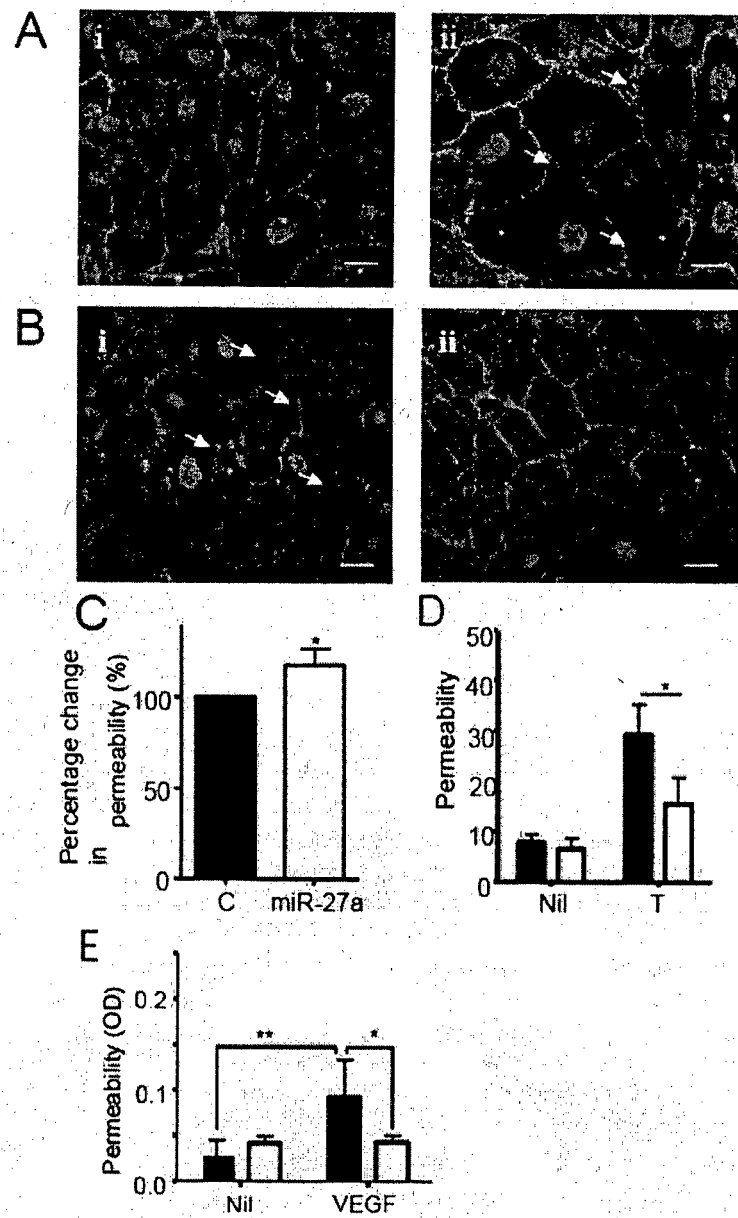 A
i
ii
B
i
ii
C
Percentage change
in permeability (%)
100
50
0
*
C
miR-27a
D
Permeability
50
40
30
20
10
0
*
Nil
T
E
Permeability (OD)
0.2
0.1
0.0
**
*
Nil
VEGF